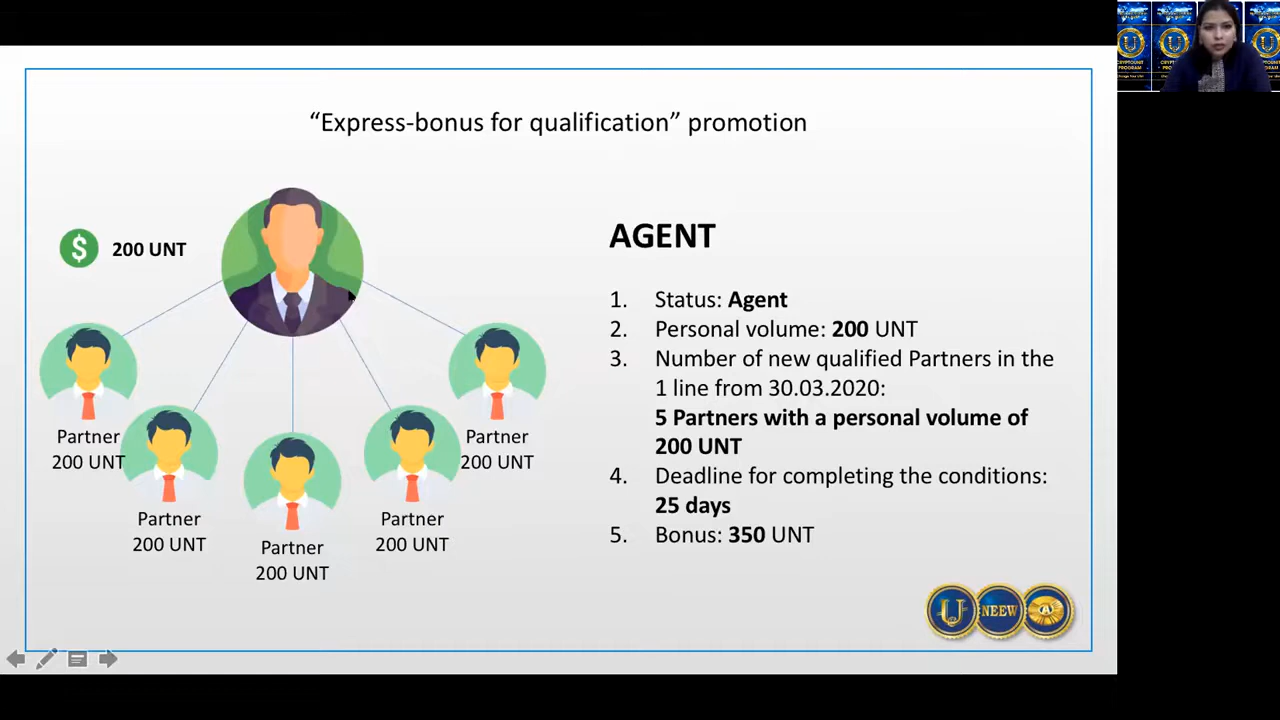 “Express-bonus for qualification” promotion
$ 200 UNT
Partner
200 UNT
Partner
200 UNT
Partner
200 UNT
Partner
200 UNT
Partner
200 UNT
AGENT
1. Status: Agent
2. Personal volume: 200 UNT
3. Number of new qualified Partners in the
1 line from 30.03.2020:
5 Partners with a personal volume of
200 UNT
4. Deadline for completing the conditions:
25 days
5. Bonus: 350 UNT
U
NEEW
CRYPTOUNIT
PROGRAM